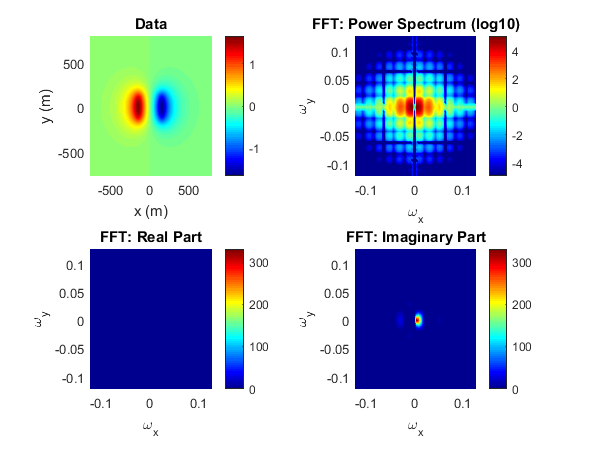 Data
500
0
-500
-500 0 500
y (m)
x (m)
1
0
-1
FFT: Power Spectrum (log10)
0.1
0.05
0
-0.05
-0.1
-0.1 0 0.1
ω_y
ω_x
4
2
0
-2
-4
FFT: Real Part
0.1
0.05
0
-0.05
-0.1
-0.1 0 0.1
ω_y
ω_x
300
200
100
0
FFT: Imaginary Part
0.1
0.05
0
-0.05
-0.1
-0.1 0 0.1
ω_y
ω_x
300
200
100
0